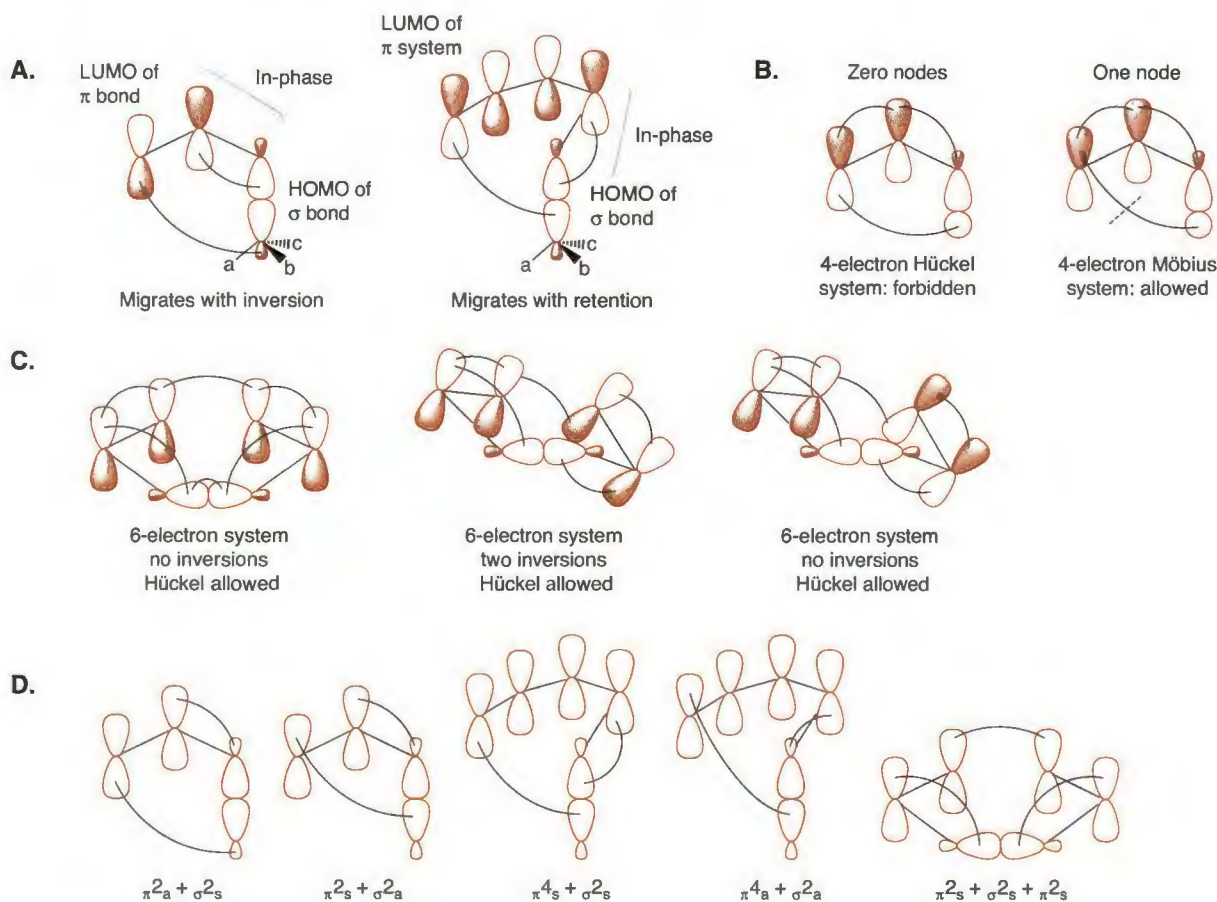 A.
LUMO of
π bond
In-phase
HOMO of
σ bond
a
c
b
Migrates with inversion
LUMO of
π system
In-phase
HOMO of
σ bond
a
c
b
Migrates with retention
B.
Zero nodes
4-electron Hückel
system: forbidden
One node
4-electron Möbius
system: allowed
C.
6-electron system
no inversions
Hückel allowed
6-electron system
two inversions
Hückel allowed
6-electron system
no inversions
Hückel allowed
D.
π2a + σ2s
π2s + σ2a
π4s + σ2s
π4a + σ2a
π2s + σ2s + π2s